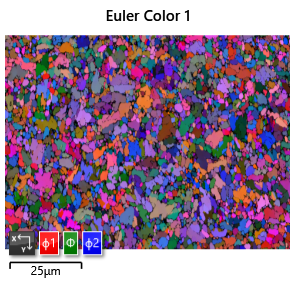 Euler Color 1
X Y ϕ1 Φ ϕ2
25µm